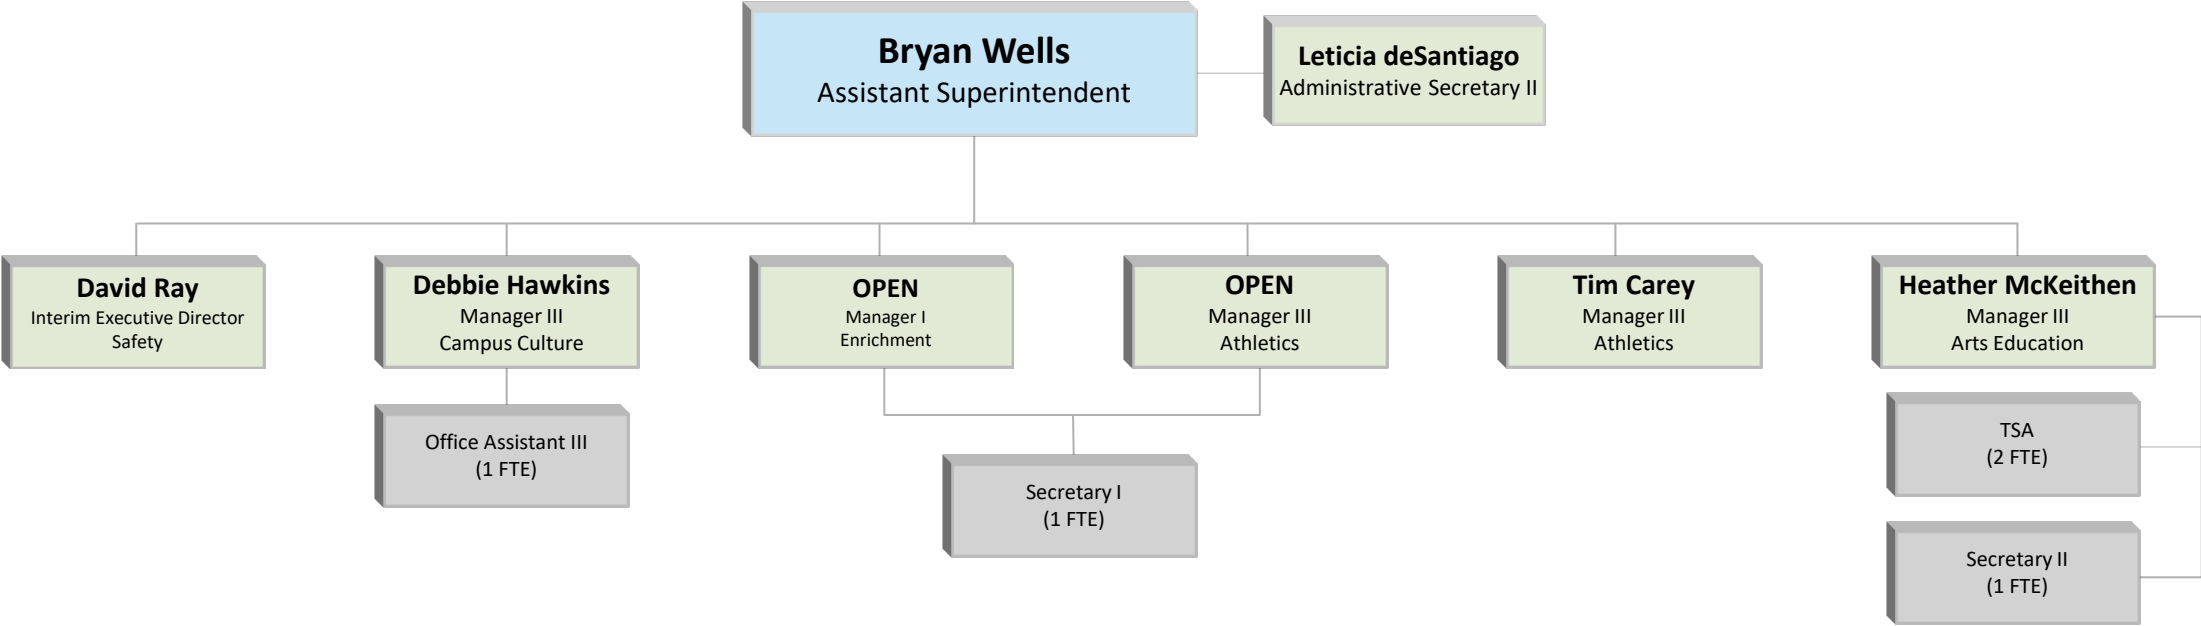 Bryan Wells
Assistant Superintendent
Leticia deSantiago
Administrative Secretary II
David Ray
Interim Executive Director
Safety
Debbie Hawkins
Manager III
Campus Culture
OPEN
Manager I
Enrichment
OPEN
Manager III
Athletics
Tim Carey
Manager III
Athletics
Heather McKeithen
Manager III
Arts Education
Office Assistant III
(1 FTE)
Secretary I
(1 FTE)
TSA
(2 FTE)
Secretary II
(1 FTE)